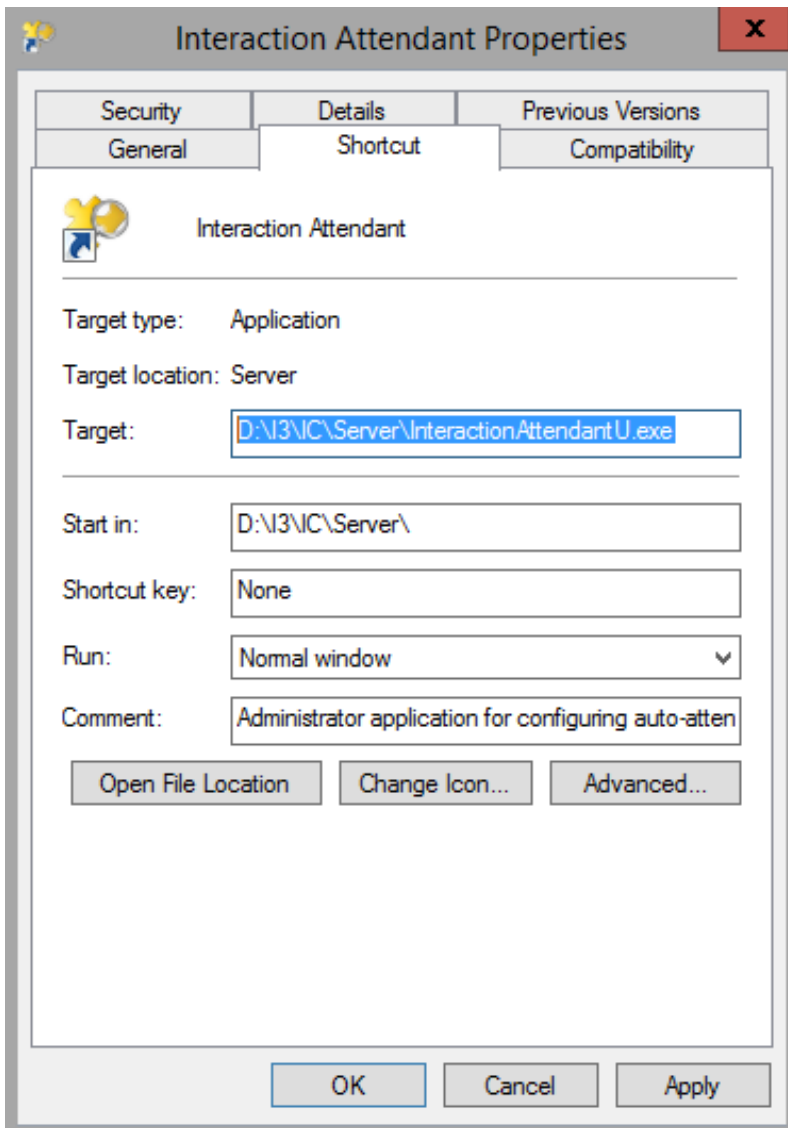 Interaction Attendant Properties
x
Security Details Previous Versions
General Shortcut Compatibility
Interaction Attendant
Target type: Application
Target location: Server
Target: D:\I3\IC\Server\InteractionAttendantU.exe
Start in: D:\I3\IC\Server\
Shortcut key: None
Run: Normal window
Comment: Administrator application for configuring auto-atten
Open File Location Change Icon... Advanced...
OK Cancel Apply